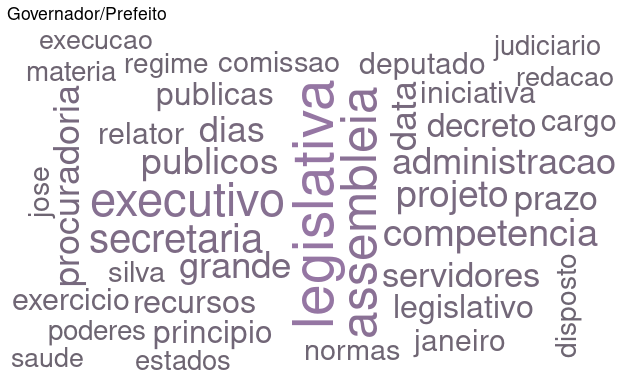 Governador/Prefeito
execucao
judiciario
materia
regime
comissao
deputado
redacao
publicas
iniciativa
procuradoria
relator
dias
data
decreto
cargo
publicos
legislativa
assembleia
administracao
jose
executivo
projeto
prazo
secretaria
competencia
silva
grande
servidores
disposto
exercicio
recursos
legislativo
poderes
principio
normas
janeiro
saude
estados